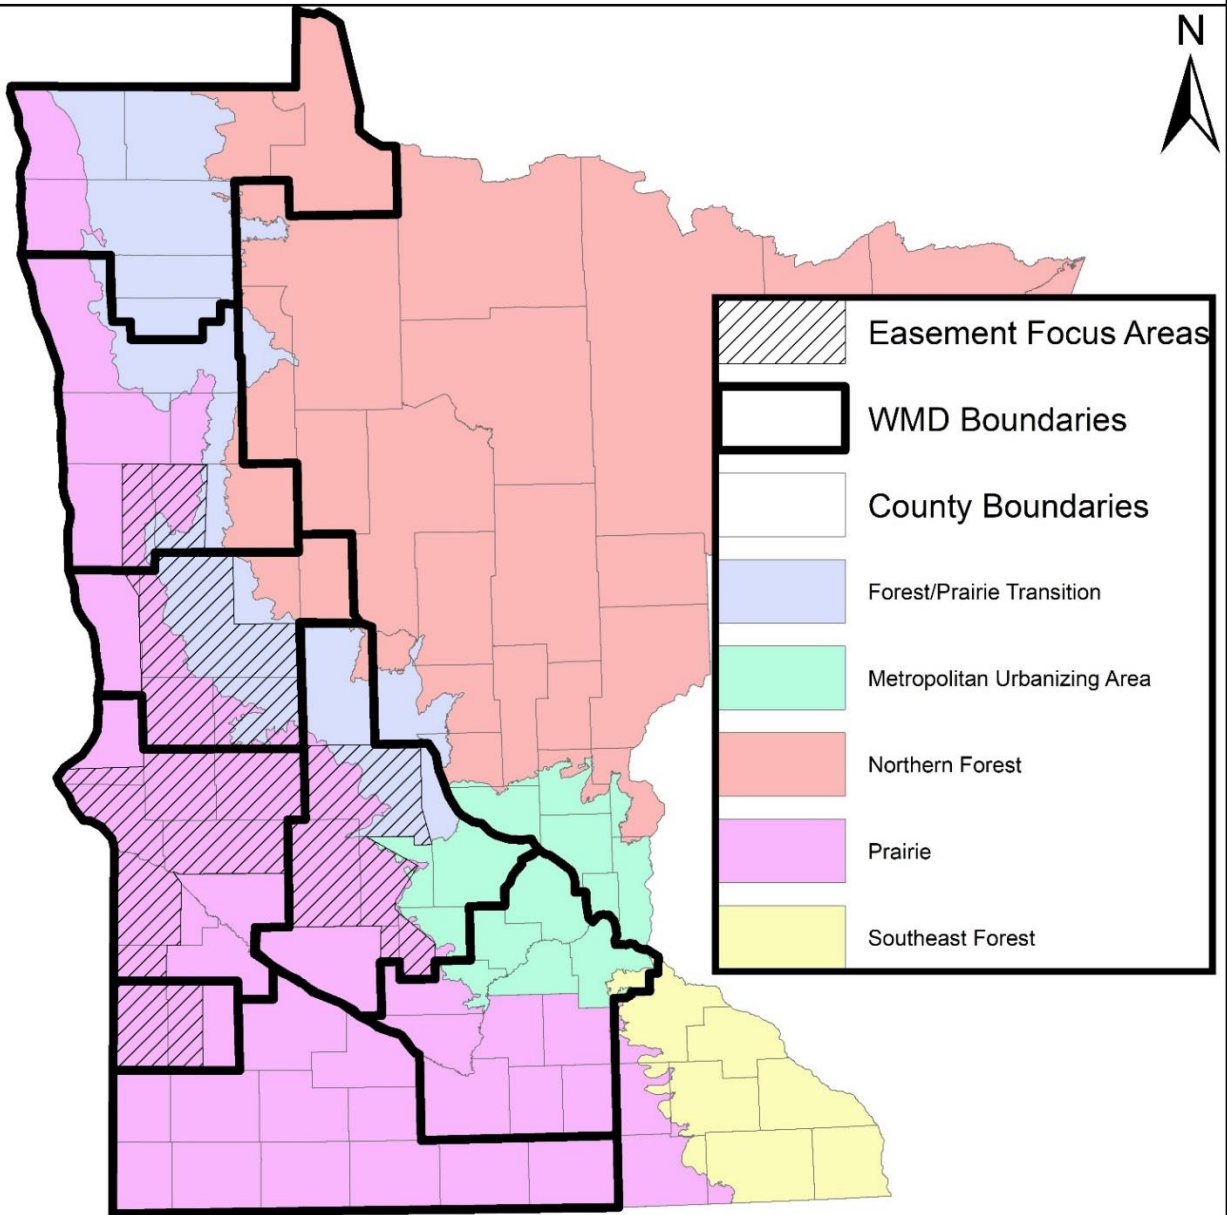 N
Easement Focus Areas
WMD Boundaries
County Boundaries
Forest/Prairie Transition
Metropolitan Urbanizing Area
Northern Forest
Prairie
Southeast Forest